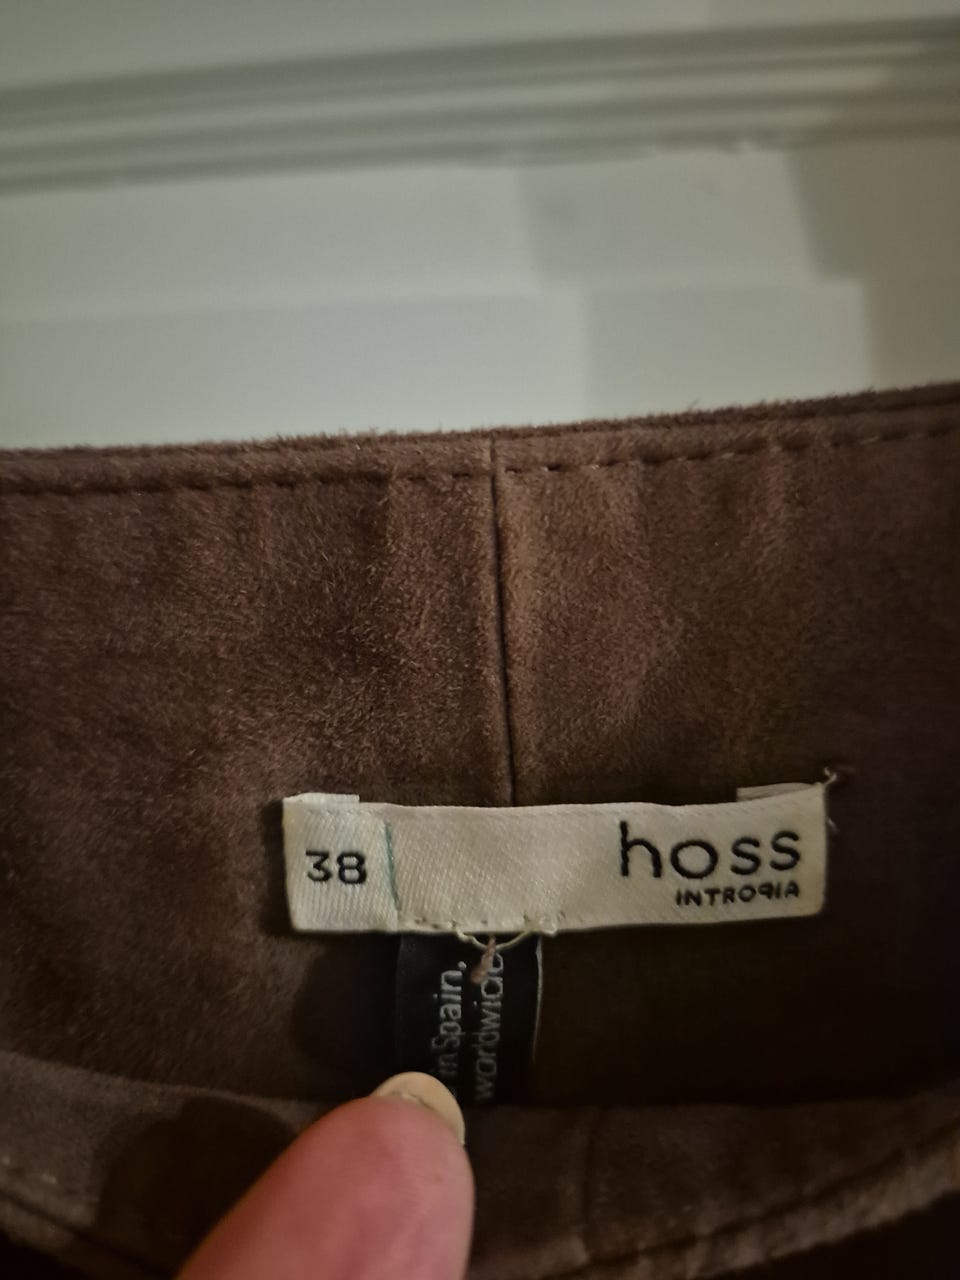 38
hoss
INTROPIA
in Spain,
worldwide